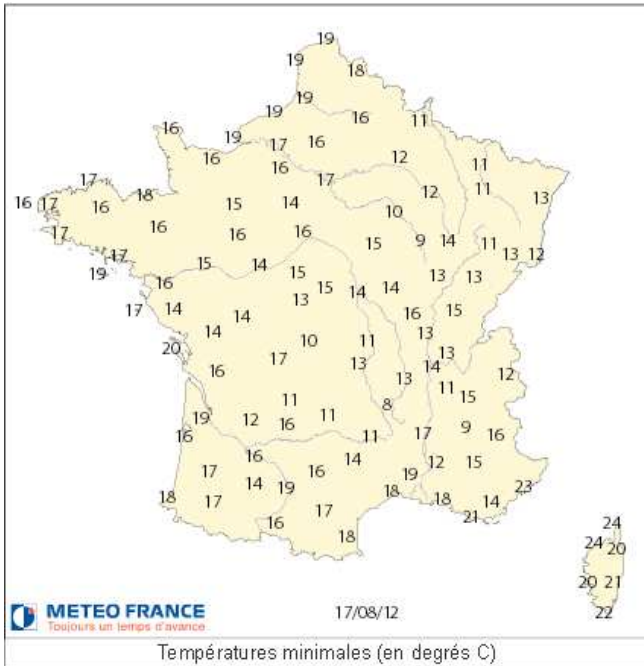 19
19
18
19
19 16 11
16
19 17 16
16 12 11
16
17 17 12 11 13
16 17 16 18 15 14 10
17 16 16 16 15 9 14 11
17 15 14 13 12
19 16 15 13 13
15 14 14
17 14 13 16 15
14 14 13
20 10 11 13
17 13 14 12
16 13 11 15
11 8
19 12 16 11 9
16 11 17 16
16 14 12 15
17 16 19
18 14 19 18 18 23
17 17 21 14
16 18
24
24 20
20 21
22
METEO FRANCE
Toujours un temps d'avance
17/08/12
Températures minimales (en degrés C)